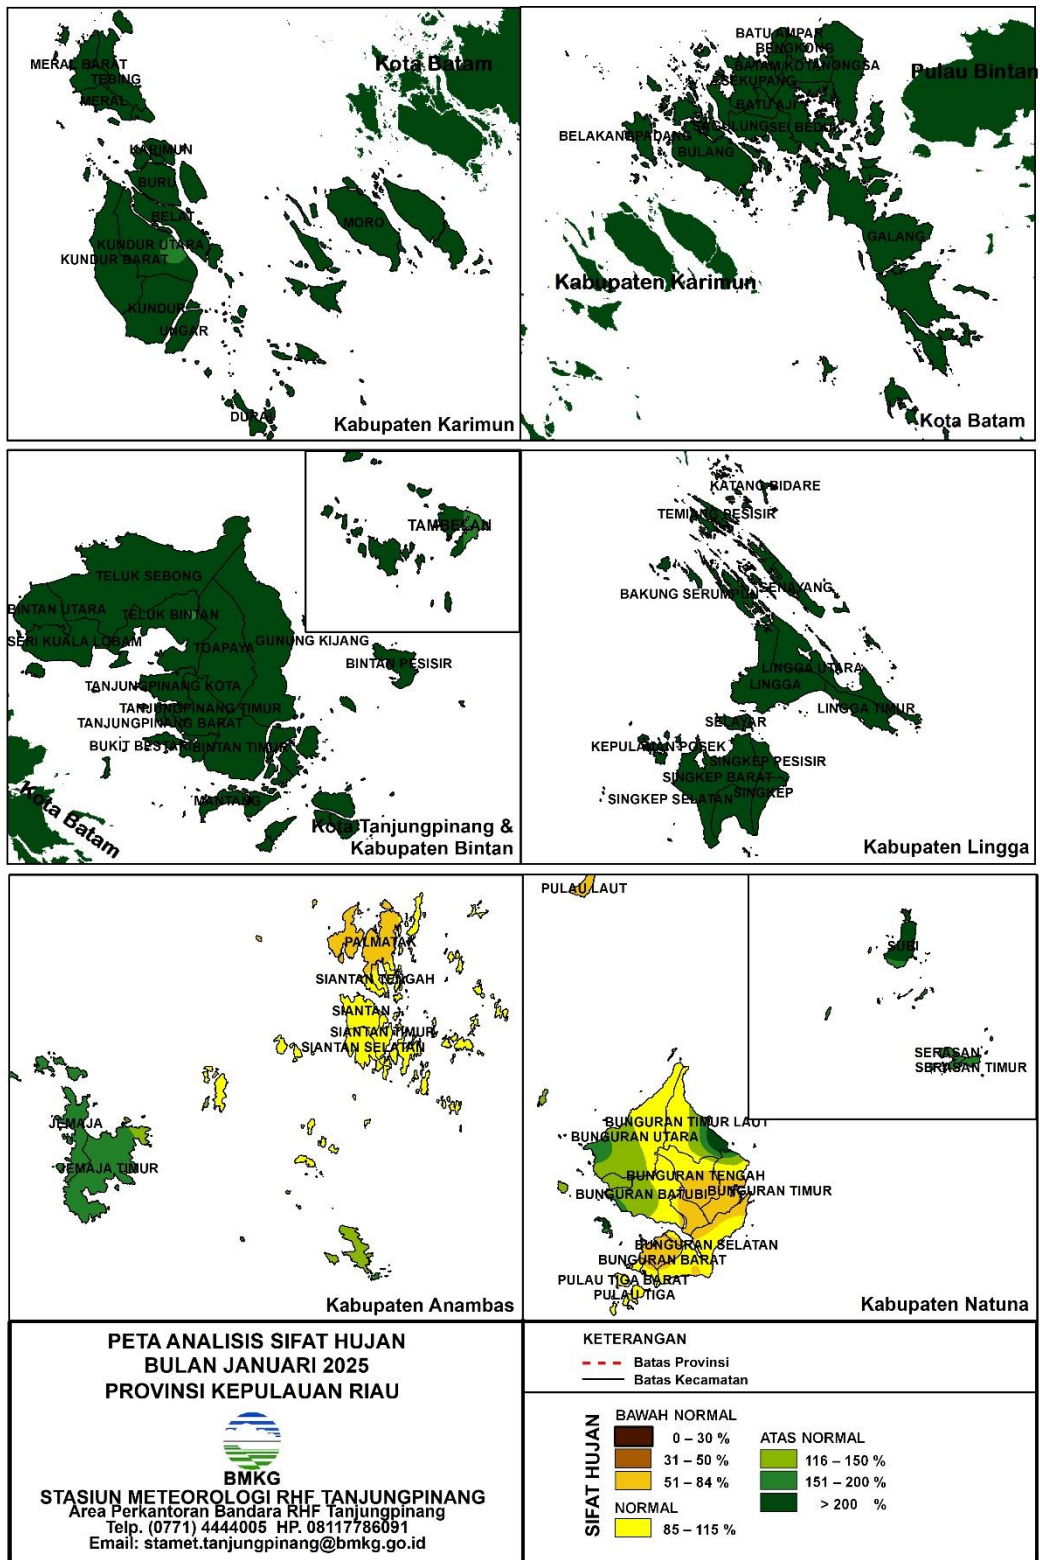 MERAL BARAT
TEBING
MERAL
KARIMUN
BURU
BELAT
KUNDUR UTARA
KUNDUR BARAT
KUNDUR
UNGAR
MORO
DURAI
Kota Batam
Kabupaten Karimun
BATU AMPAR
BENGKONG
BATAM KOTA
NONGSA
SEKUPANG
BATU AJI
SAGULUNG
SEI BEDUK
BELAKANGPADANG
BULANG
GALANG
Pulau Bintan
Kabupaten Karimun
Kota Batam
TAMBELAN
TELUK SEBONG
BINTAN UTARA
TELUK BINTAN
SERI KUALA LOBAM
TOAPAYA
GUNUNG KIJANG
BINTAN PESISIR
TANJUNGPINANG KOTA
TANJUNGPINANG TIMUR
TANJUNGPINANG BARAT
BUKIT BESTARI
BINTAN TIMUR
MANTANG
Kota Batam
Kota Tanjungpinang &
Kabupaten Bintan
KATANG BIDARE
TEMIANG PESISIR
SENAYANG
BAKUNG SERUMPUN
LINGGA UTARA
LINGGA
LINGGA TIMUR
SELAYAR
KEPULAUAN POSEK
SINGKEP PESISIR
SINGKEP BARAT
SINGKEP
SINGKEP SELATAN
Kabupaten Lingga
PALMATAK
SIANTAN TENGAH
SIANTAN
SIANTAN TIMUR
SIANTAN SELATAN
JEMAJA
JEMAJA TIMUR
Kabupaten Anambas
PULAU LAUT
SUBI
SERASAN
SERASAN TIMUR
BUNGURAN TIMUR LAUT
BUNGURAN UTARA
BUNGURAN TENGAH
BUNGURAN BATUBI
BUNGURAN TIMUR
BUNGURAN SELATAN
BUNGURAN BARAT
PULAU TIGA BARAT
PULAU TIGA
Kabupaten Natuna
PETA ANALISIS SIFAT HUJAN
BULAN JANUARI 2025
PROVINSI KEPULAUAN RIAU
BMKG
STASIUN METEOROLOGI RHF TANJUNGPINANG
Area Perkantoran Bandara RHF Tanjungpinang
Telp. (0771) 4444005 HP. 08117786091
Email: stamet.tanjungpinang@bmkg.go.id
KETERANGAN
Batas Provinsi
Batas Kecamatan
SIFAT HUJAN
BAWAH NORMAL
0 – 30 %
31 – 50 %
51 – 84 %
NORMAL
85 – 115 %
ATAS NORMAL
116 – 150 %
151 – 200 %
> 200 %